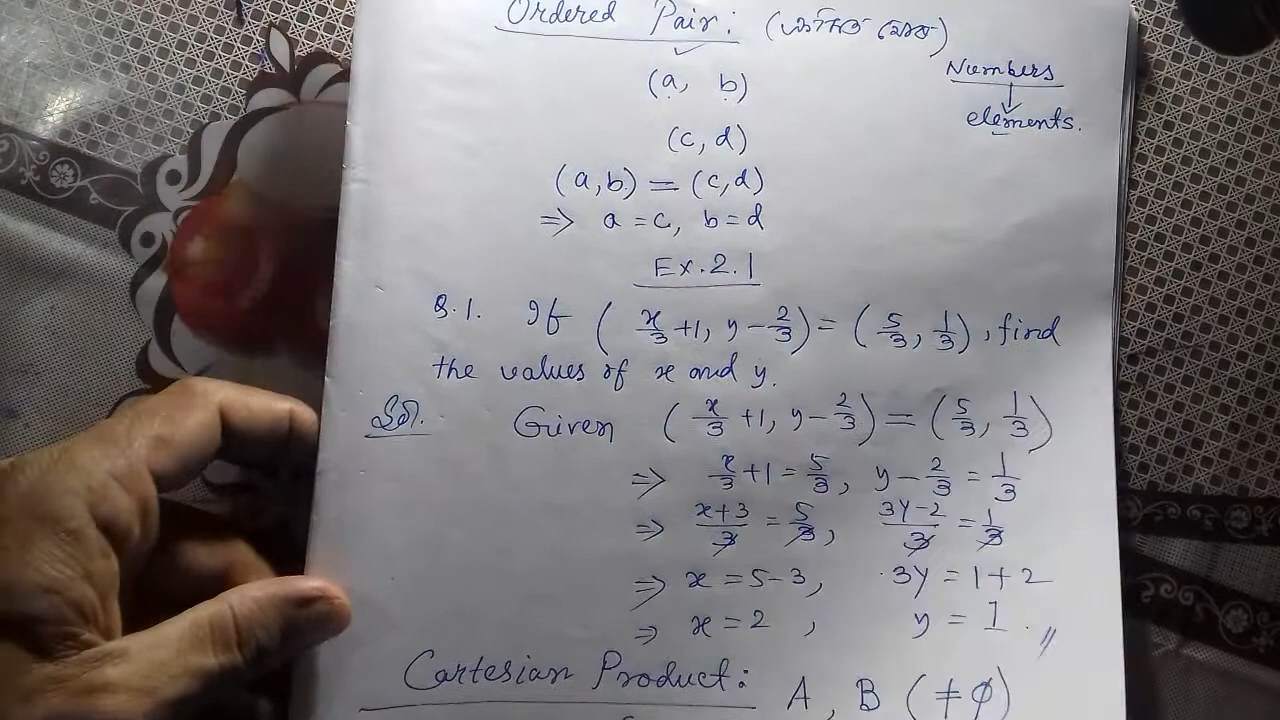 Ordered Pair:
Numbers
(a, b)
elements.
(c, d)
(a, b) = (c, d)
⇒ a = c, b = d
Ex. 2.1
Q.1. If (x/3 + 1, y − 2/3) = (5/3, 1/3), find
the values of x and y.
Sol. Given (x/3 + 1, y − 2/3) = (5/3, 1/3)
⇒ x/3 + 1 = 5/3, y − 2/3 = 1/3
⇒ (x+3)/3 = 5/3, (3y−2)/3 = 1/3
⇒ x = 5 − 3, 3y = 1 + 2
⇒ x = 2, y = 1.
Cartesian Product: A, B (≠ φ)